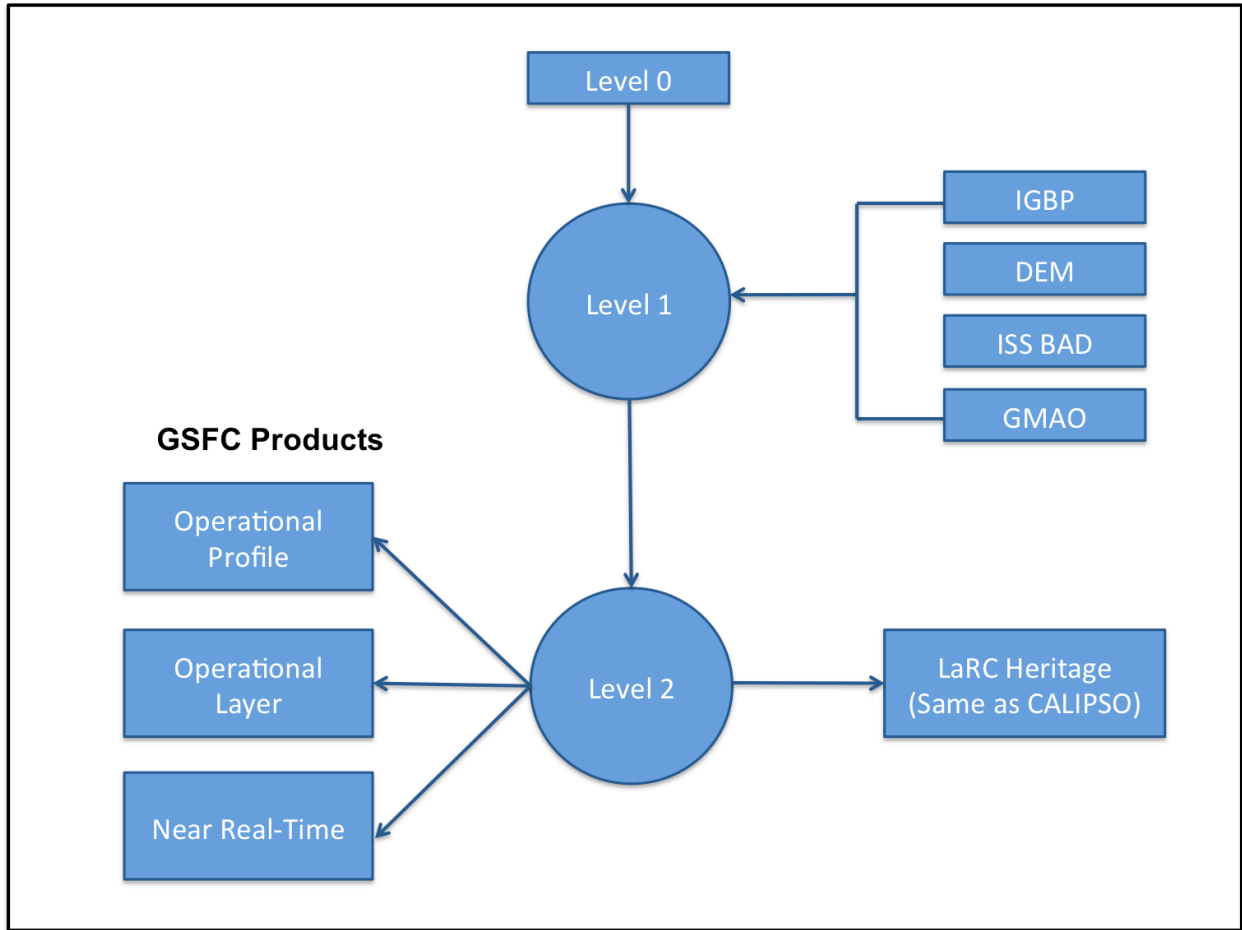 Level 0
Level 1
IGBP
DEM
ISS BAD
GMAO
GSFC Products
Operational
Profile
Operational
Layer
Near Real-Time
Level 2
LaRC Heritage
(Same as CALIPSO)